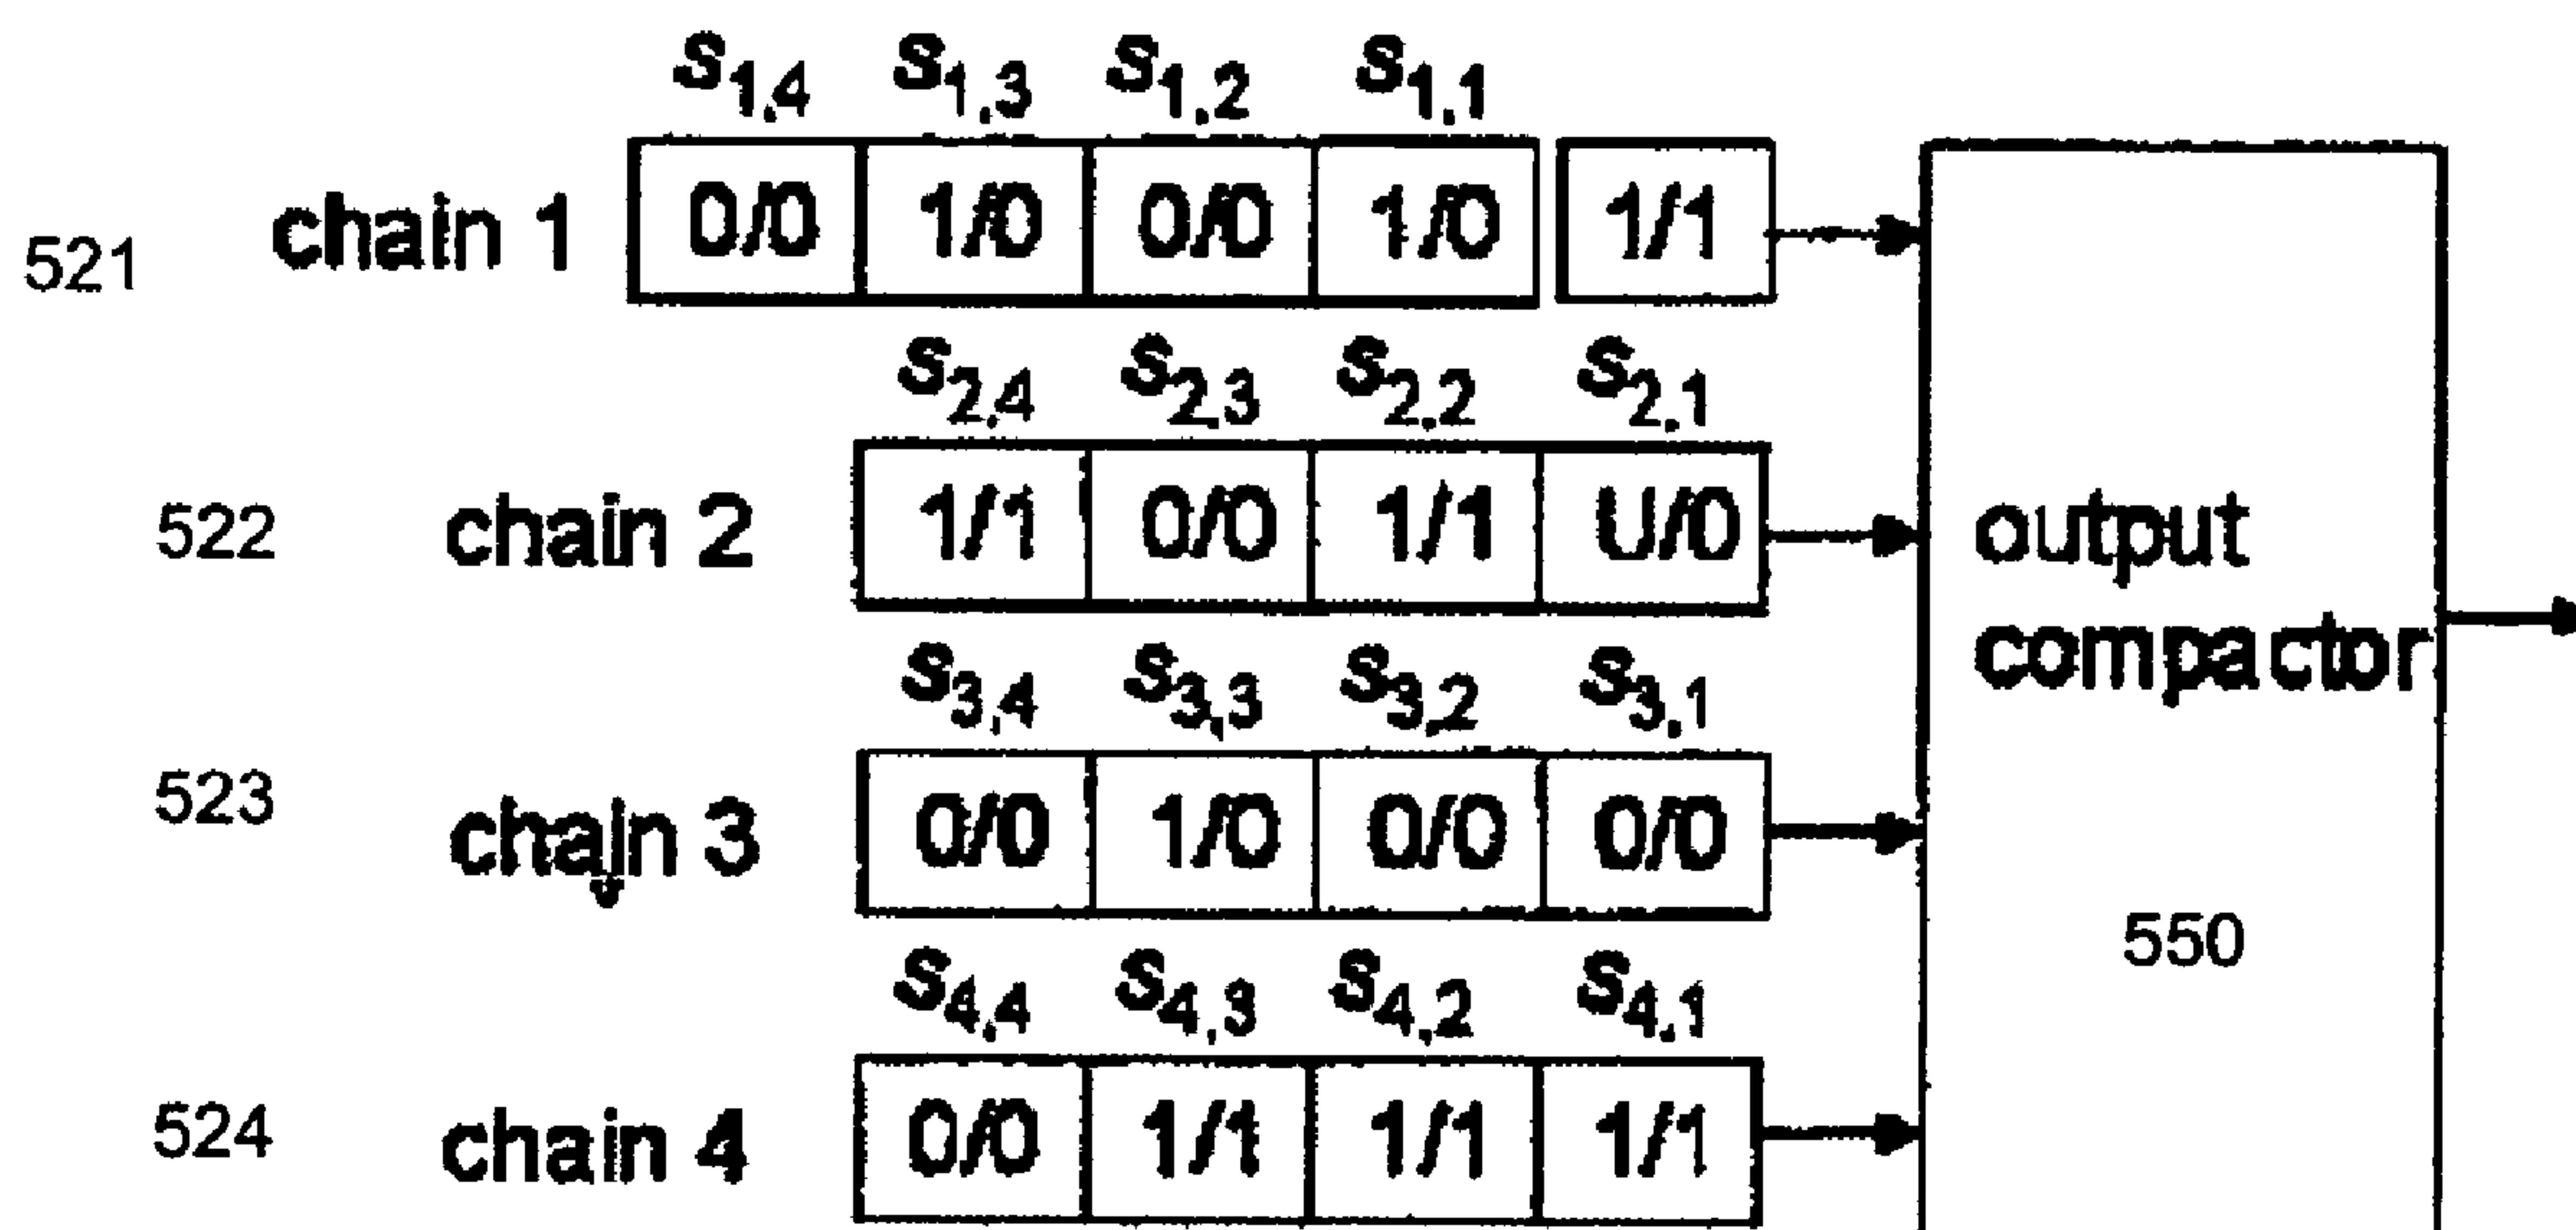 s1,4 s1,3 s1,2 s1,1
521 chain 1 0/0 1/0 0/0 1/0 1/1
s2,4 s2,3 s2,2 s2,1
522 chain 2 1/1 0/0 1/1 U/0 output
s3,4 s3,3 s3,2 s3,1 compactor
523 chain 3 0/0 1/0 0/0 0/0
s4,4 s4,3 s4,2 s4,1 550
524 chain 4 0/0 1/1 1/1 1/1